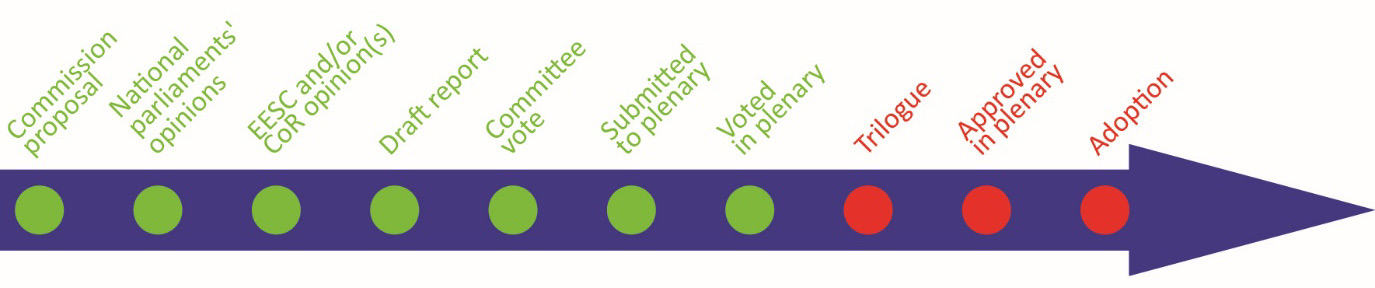 Commission
proposal
National
parliaments'
opinions
EESC and/or
CoR opinion(s)
Draft report
Committee
vote
Submitted
to plenary
Voted
in plenary
Trilogue
Approved
in plenary
Adoption